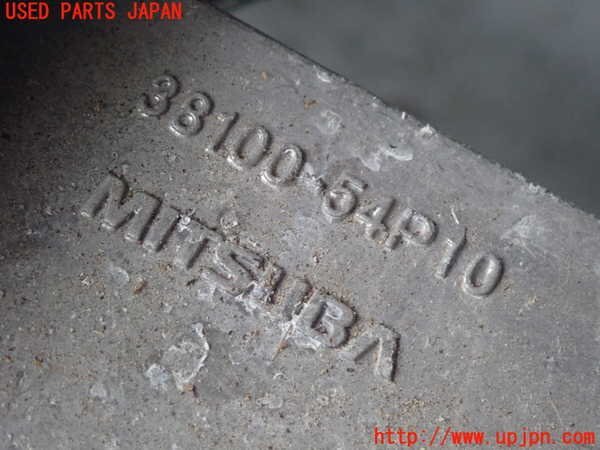 USED PARTS JAPAN
38100-54P10
MITSUBA
http://www.upjpn.com/